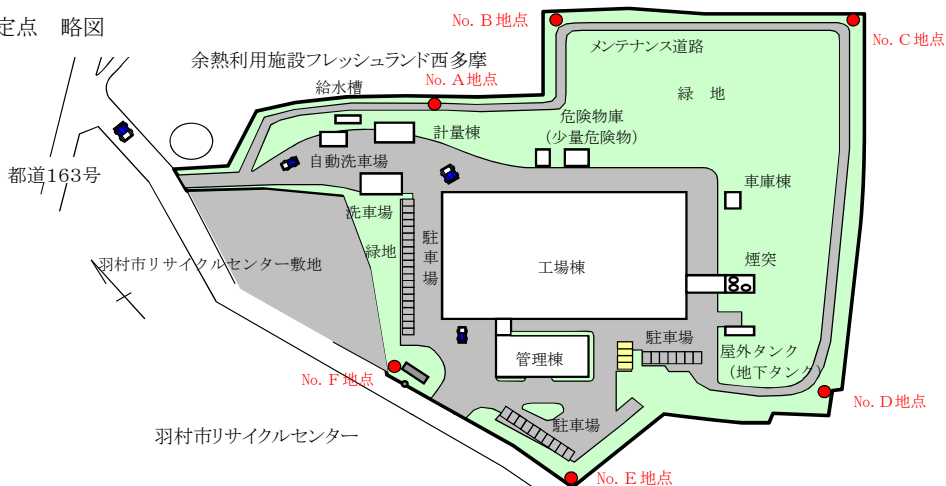 定点　略図
No. B 地点
No. C 地点
メンテナンス道路
余熱利用施設フレッシュランド西多摩
No. A 地点
給水槽
緑　地
危険物庫
（少量危険物）
計量棟
自動洗車場
都道163号
車庫棟
洗車場
緑地
駐車場
羽村市リサイクルセンター敷地
工場棟
煙突
駐車場
管理棟
屋外タンク
（地下タンク）
No. F 地点
No. D 地点
駐車場
羽村市リサイクルセンター
No. E 地点